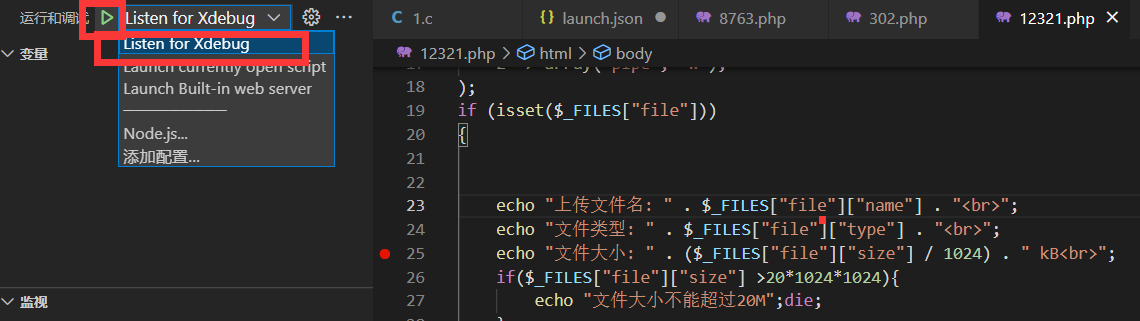 运行和调试 Listen for Xdebug
Listen for Xdebug
Launch currently open script
Launch Built-in web server
Node.js...
添加配置...
变量
监视
1.c launch.json 8763.php 302.php 12321.php
12321.php > html > body
18 );
19 if (isset($_FILES["file"]))
20 {
21
22
23 echo "上传文件名: " . $_FILES["file"]["name"] . "<br>";
24 echo "文件类型: " . $_FILES["file"]["type"] . "<br>";
25 echo "文件大小: " . ($_FILES["file"]["size"] / 1024) . " kB<br>";
26 if($_FILES["file"]["size"] >20*1024*1024){
27 echo "文件大小不能超过20M";die;